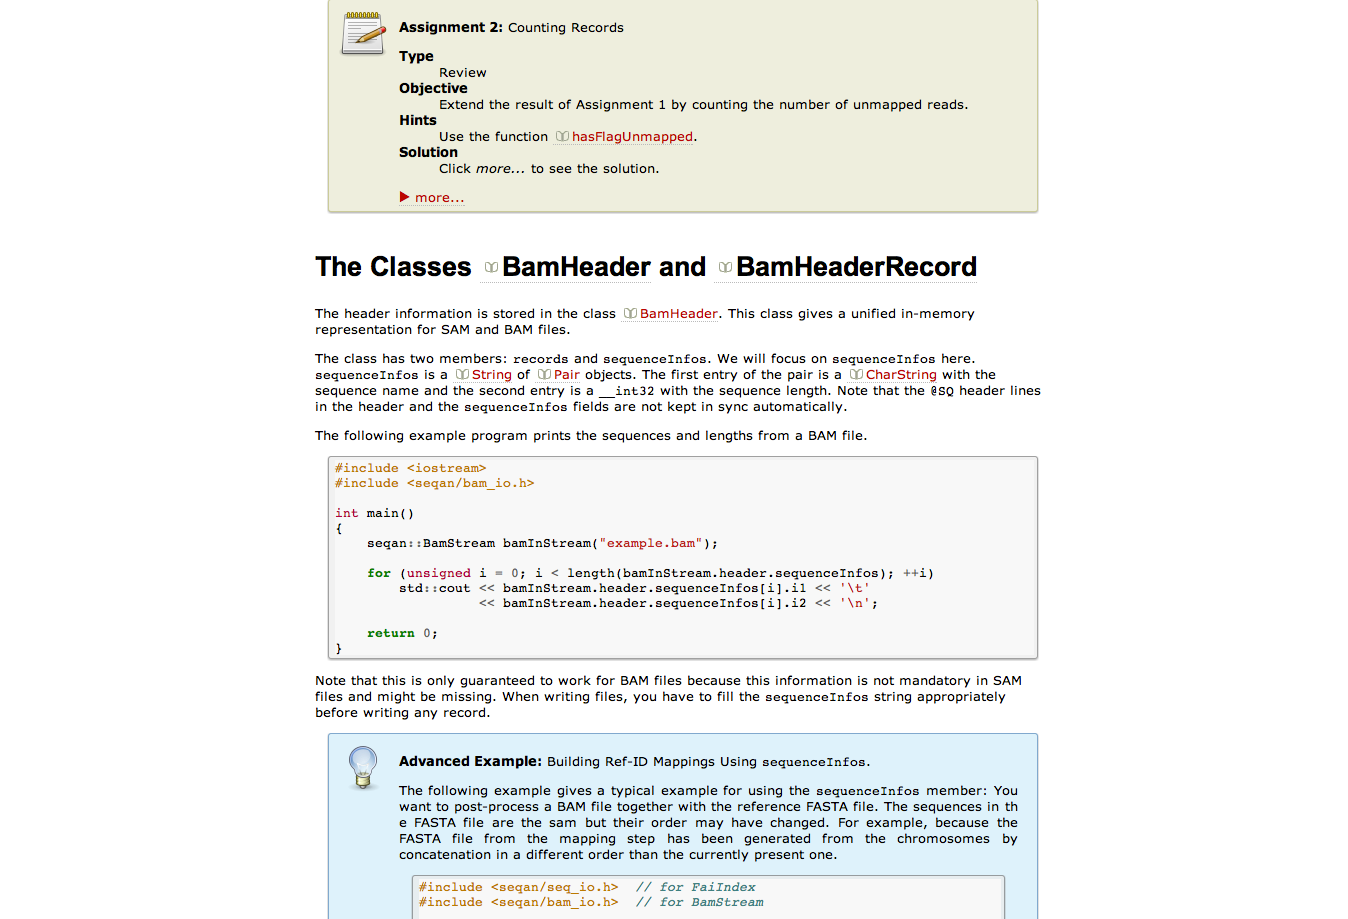 Assignment 2: Counting Records
Type
Review
Objective
Extend the result of Assignment 1 by counting the number of unmapped reads.
Hints
Use the function hasFlagUnmapped.
Solution
Click more... to see the solution.
more...
The Classes BamHeader and BamHeaderRecord
The header information is stored in the class BamHeader. This class gives a unified in-memory
representation for SAM and BAM files.
The class has two members: records and sequenceInfos. We will focus on sequenceInfos here.
sequenceInfos is a String of Pair objects. The first entry of the pair is a CharString with the
sequence name and the second entry is a __int32 with the sequence length. Note that the @SQ header lines
in the header and the sequenceInfos fields are not kept in sync automatically.
The following example program prints the sequences and lengths from a BAM file.
#include <iostream>
#include <seqan/bam_io.h>
int main()
{
    seqan::BamStream bamInStream("example.bam");
    for (unsigned i = 0; i < length(bamInStream.header.sequenceInfos); ++i)
        std::cout << bamInStream.header.sequenceInfos[i].i1 << '\t'
                  << bamInStream.header.sequenceInfos[i].i2 << '\n';
    return 0;
}
Note that this is only guaranteed to work for BAM files because this information is not mandatory in SAM
files and might be missing. When writing files, you have to fill the sequenceInfos string appropriately
before writing any record.
Advanced Example: Building Ref-ID Mappings Using sequenceInfos.
The following example gives a typical example for using the sequenceInfos member: You
want to post-process a BAM file together with the reference FASTA file. The sequences in th
e FASTA file are the sam but their order may have changed. For example, because the
FASTA file from the mapping step has been generated from the chromosomes by
concatenation in a different order than the currently present one.
#include <seqan/seq_io.h>  // for FaiIndex
#include <seqan/bam_io.h>  // for BamStream